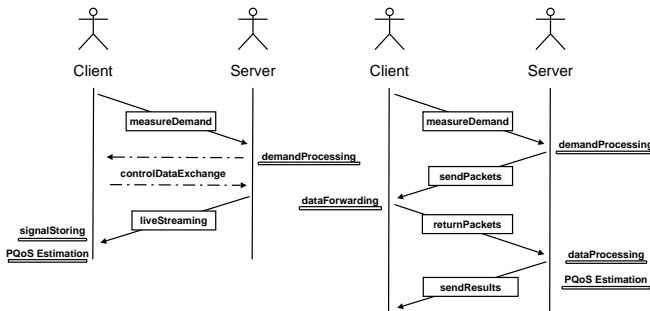 Client
Server
measureDemand
demandProcessing
controlDataExchange
liveStreaming
signalStoring
PQoS Estimation
Client
Server
measureDemand
demandProcessing
sendPackets
dataForwarding
returnPackets
dataProcessing
PQoS Estimation
sendResults